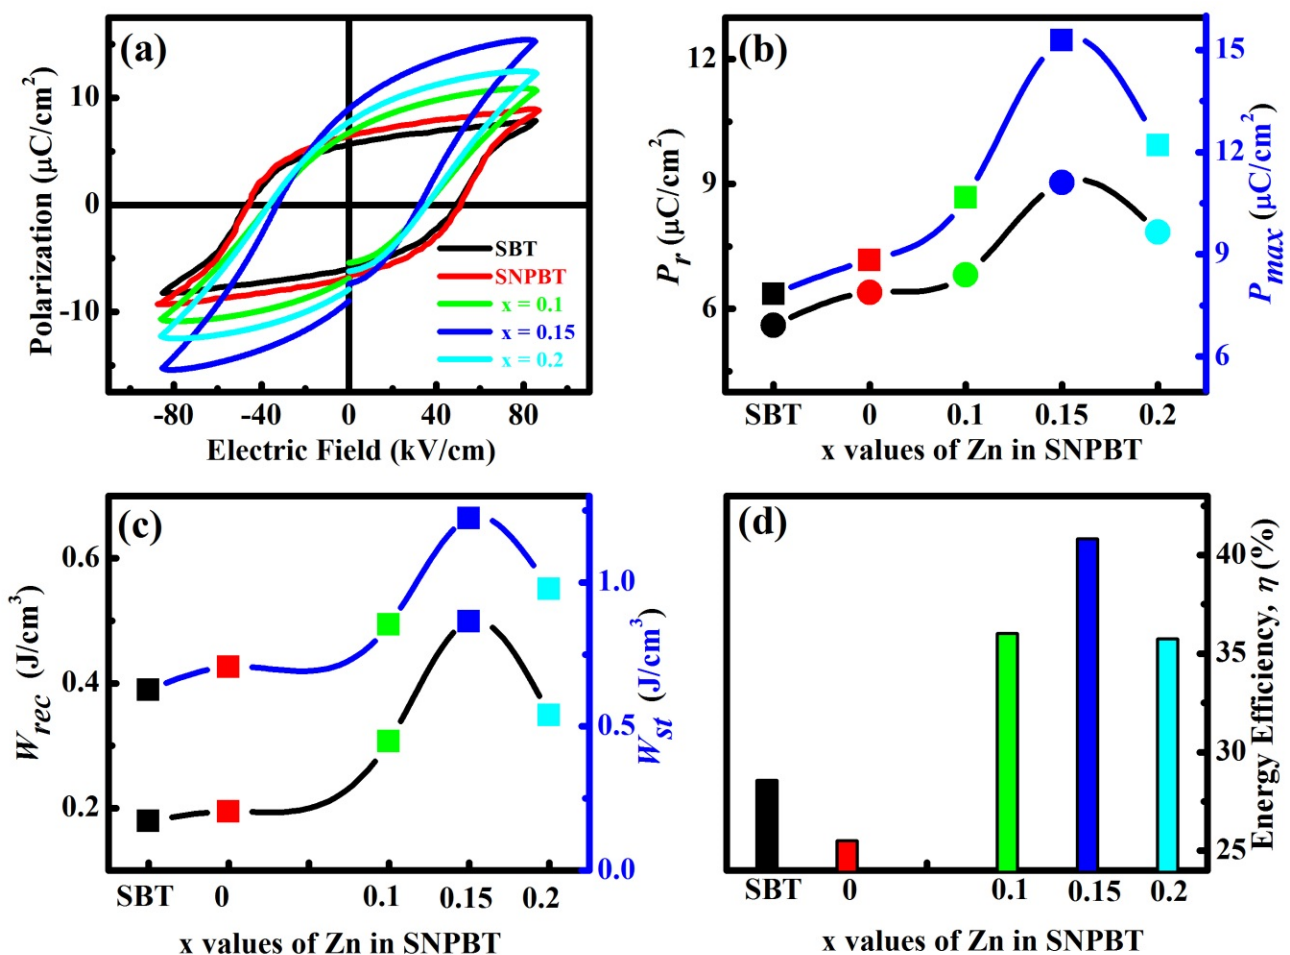 (a)
Polarization (μC/cm²)
10
0
-10
SBT
SNPBT
x = 0.1
x = 0.15
x = 0.2
-80 -40 0 40 80
Electric Field (kV/cm)
(b)
Pr (μC/cm²)
12
9
6
15
12
9
6
Pmax (μC/cm²)
SBT 0 0.1 0.15 0.2
x values of Zn in SNPBT
(c)
Wrec (J/cm³)
0.6
0.4
0.2
1.0
0.5
0.0
Wst (J/cm³)
SBT 0 0.1 0.15 0.2
x values of Zn in SNPBT
(d)
40
35
30
25
Energy Efficiency, η (%)
SBT 0 0.1 0.15 0.2
x values of Zn in SNPBT